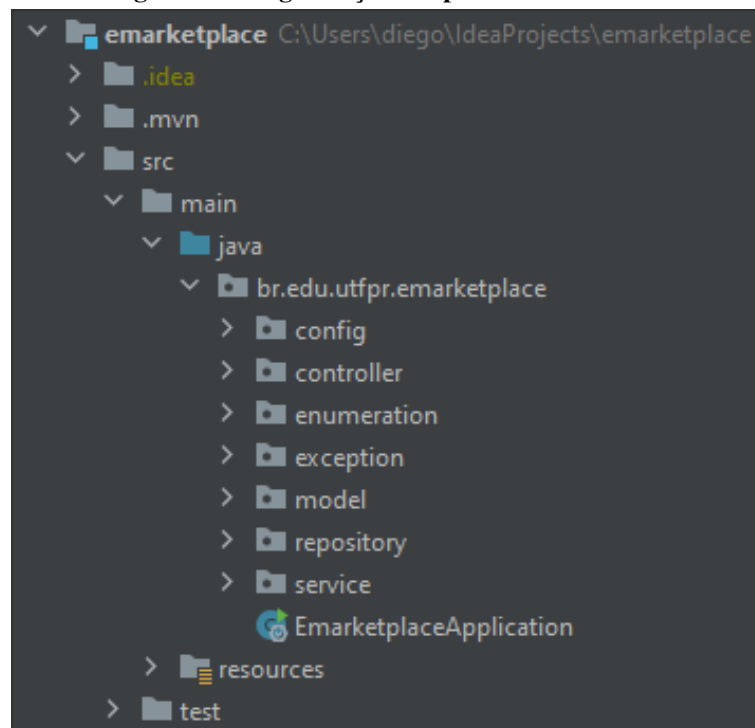 emarketplace C:\Users\diego\IdeaProjects\emarketplace
.idea
.mvn
src
main
java
br.edu.utfpr.emarketplace
config
controller
enumeration
exception
model
repository
service
EmarketplaceApplication
resources
test